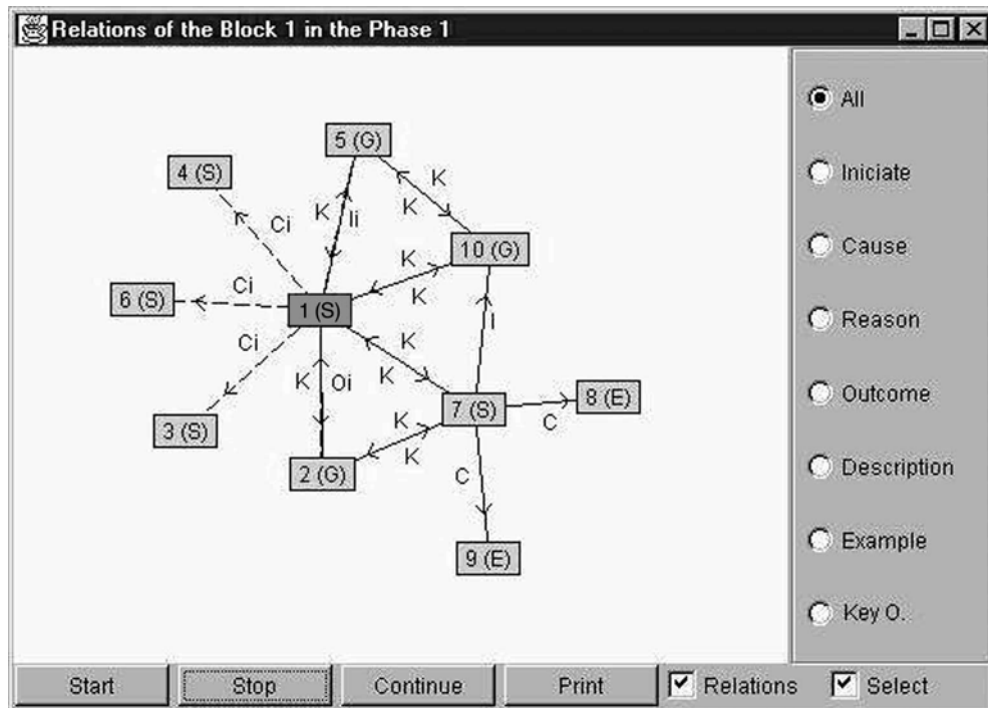 Relations of the Block 1 in the Phase 1
All
Iniciate
Cause
Reason
Outcome
Description
Example
Key O.
5 (G)
4 (S)
K
K
Ci
K
Ii
K
10 (G)
K
6 (S)
Ci
1 (S)
K
I
Ci
K
K
Oi
K
8 (E)
3 (S)
7 (S)
C
K
K
2 (G)
C
9 (E)
Start
Stop
Continue
Print
Relations
Select